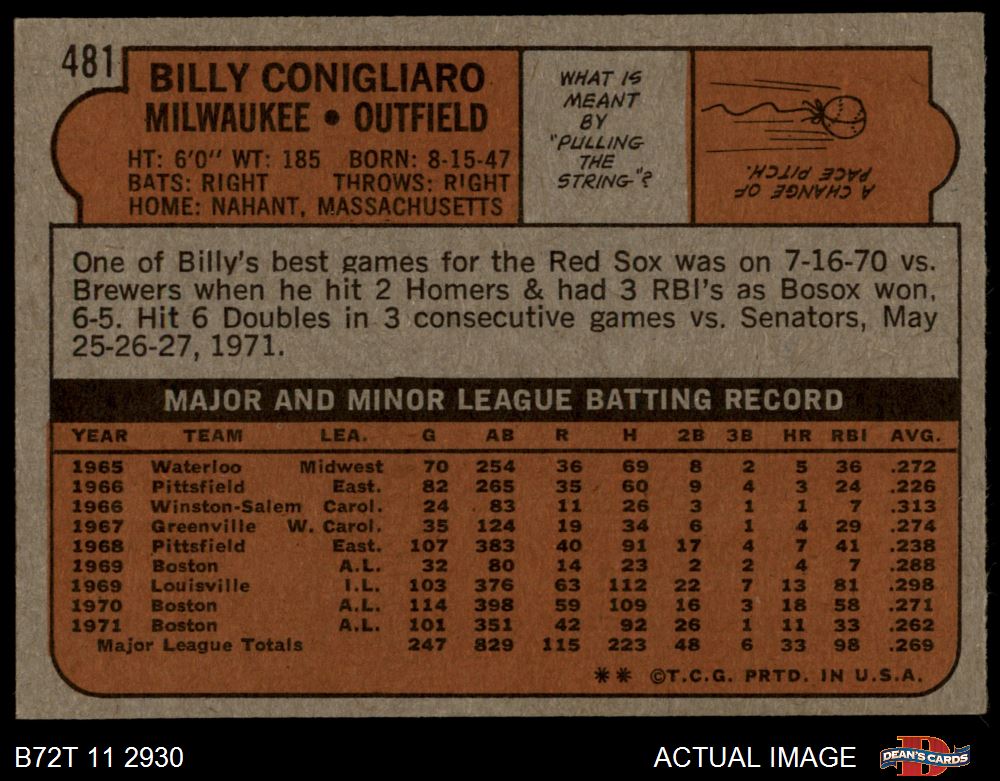 481
BILLY CONIGLIARO
MILWAUKEE • OUTFIELD
HT: 6'0" WT: 185 BORN: 8-15-47
BATS: RIGHT THROWS: RIGHT
HOME: NAHANT, MASSACHUSETTS
WHAT IS
MEANT
BY
"PULLING
THE
STRING"?
A CHANGE OF
PACE PITCH.
One of Billy's best games for the Red Sox was on 7-16-70 vs.
Brewers when he hit 2 Homers & had 3 RBI's as Bosox won,
6-5. Hit 6 Doubles in 3 consecutive games vs. Senators, May
25-26-27, 1971.
MAJOR AND MINOR LEAGUE BATTING RECORD
YEAR TEAM LEA. G AB R H 2B 3B HR RBI AVG.
1965 Waterloo Midwest 70 254 36 69 8 2 5 36 .272
1966 Pittsfield East. 82 265 35 60 9 4 3 24 .226
1966 Winston-Salem Carol. 24 83 11 26 3 1 1 7 .313
1967 Greenville W. Carol. 35 124 19 34 6 1 4 29 .274
1968 Pittsfield East. 107 383 40 91 17 4 7 41 .238
1969 Boston A.L. 32 80 14 23 2 2 4 7 .288
1969 Louisville I.L. 103 376 63 112 22 7 13 81 .298
1970 Boston A.L. 114 398 59 109 16 3 18 58 .271
1971 Boston A.L. 101 351 42 92 26 1 11 33 .262
Major League Totals 247 829 115 223 48 6 33 98 .269
** ©T.C.G. PRTD. IN U.S.A.
B72T 11 2930
ACTUAL IMAGE
DEAN'S CARDS